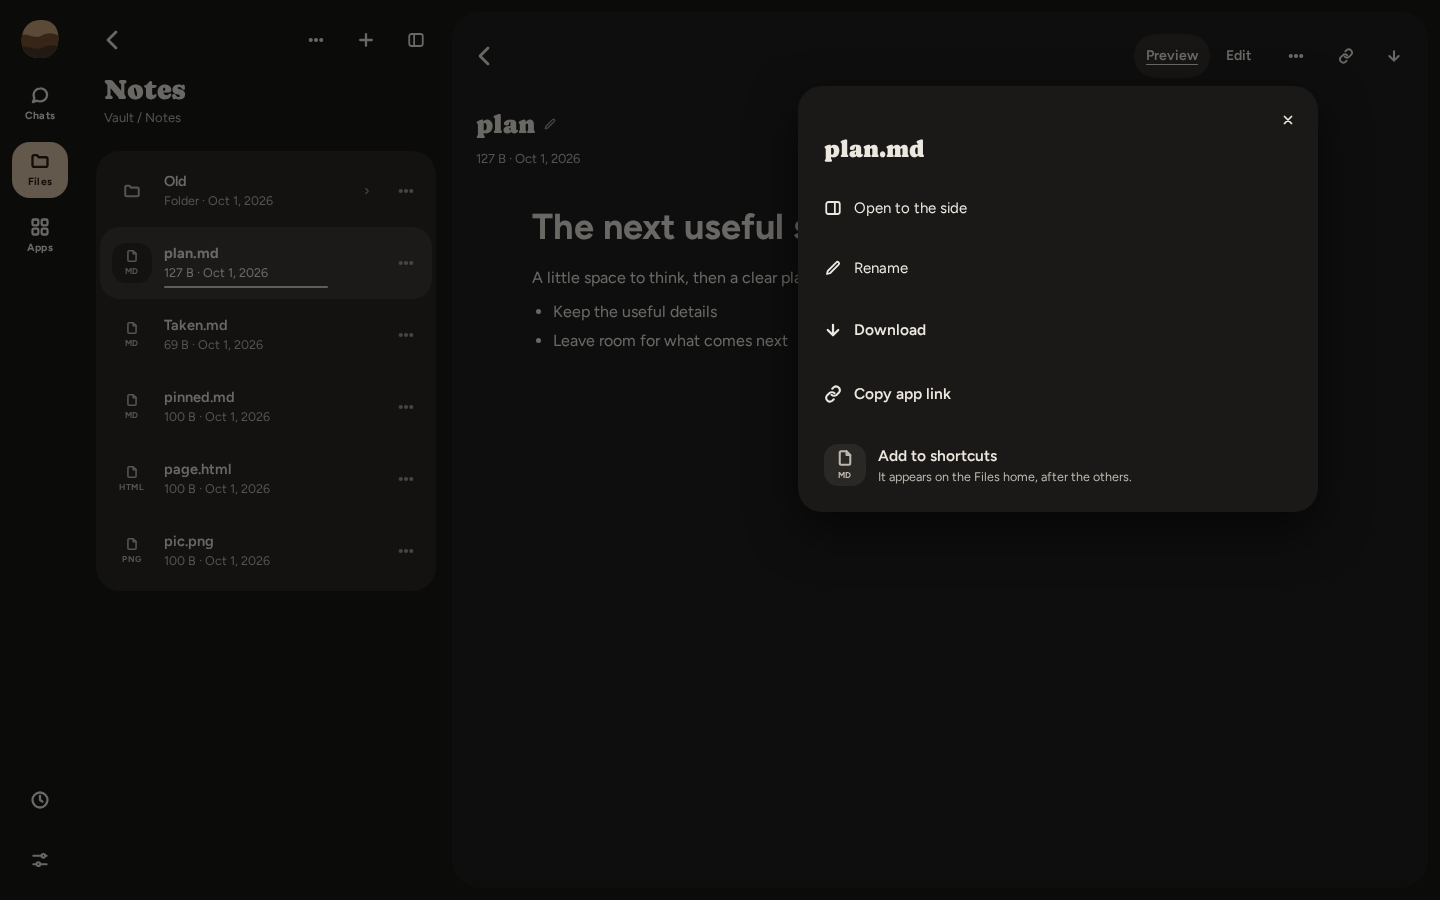 Chats
Files
Apps
Notes
Vault / Notes
Old
Folder · Oct 1, 2026
MD
plan.md
127 B · Oct 1, 2026
MD
Taken.md
69 B · Oct 1, 2026
MD
pinned.md
100 B · Oct 1, 2026
HTML
page.html
100 B · Oct 1, 2026
PNG
pic.png
100 B · Oct 1, 2026
Preview
Edit
plan
127 B · Oct 1, 2026
The next useful
A little space to think, then a clear
• Keep the useful details
• Leave room for what comes next
plan.md
Open to the side
Rename
Download
Copy app link
MD
Add to shortcuts
It appears on the Files home, after the others.